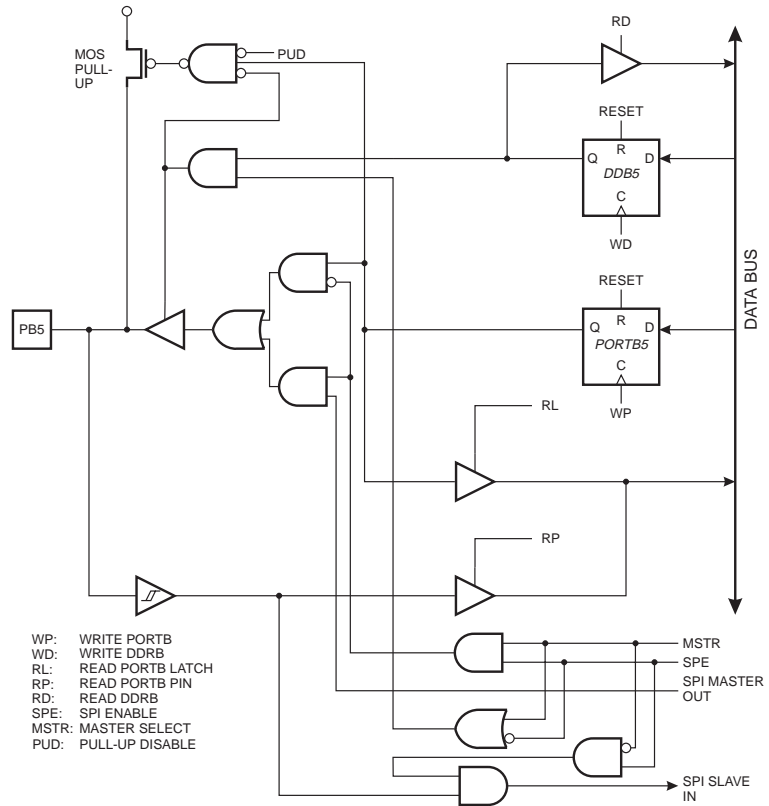 RD
MOS
PULL-
UP
PUD
RESET
R
Q
D
DDB5
C
WD
RESET
R
Q
D
PORTB5
C
WP
DATA BUS
PB5
RL
RP
WP: WRITE PORTB
WD: WRITE DDRB
RL: READ PORTB LATCH
RP: READ PORTB PIN
RD: READ DDRB
SPE: SPI ENABLE
MSTR: MASTER SELECT
PUD: PULL-UP DISABLE
MSTR
SPE
SPI MASTER
OUT
SPI SLAVE
IN